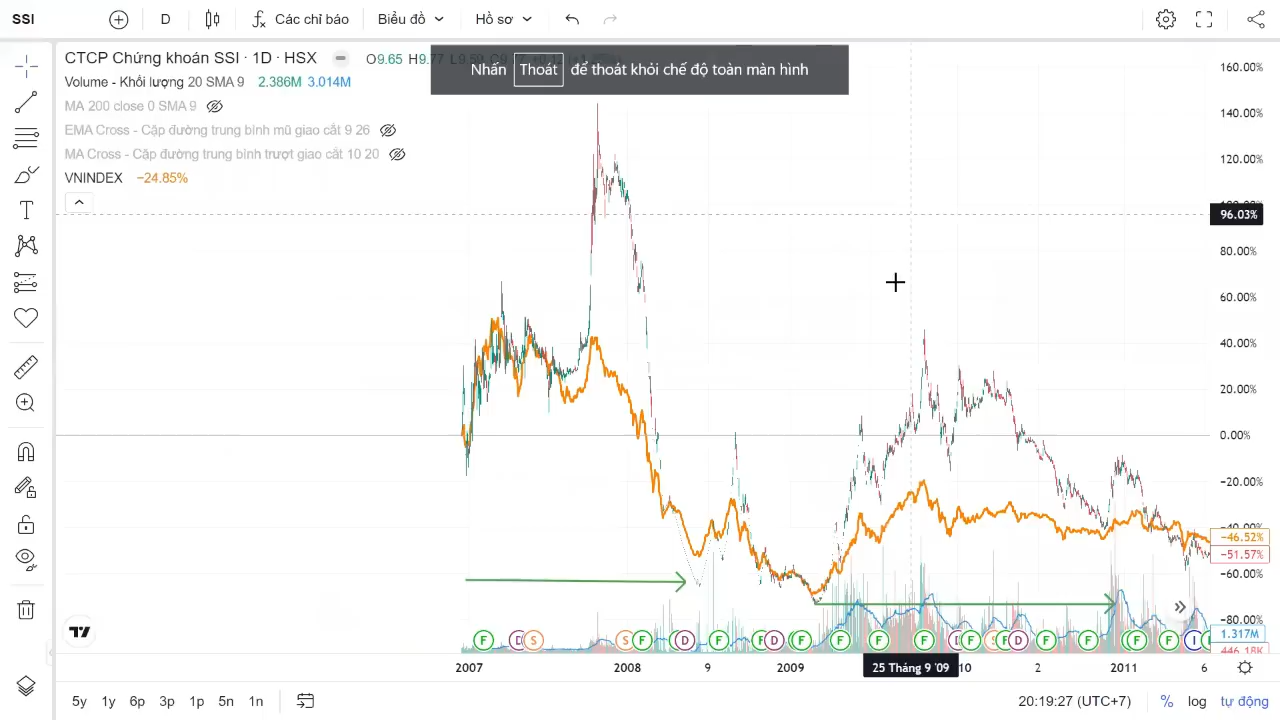 SSI
D
Các chỉ báo
Biểu đồ
Hồ sơ
CTCP Chứng khoán SSI · 1D · HSX
O9.65 H9.77
Nhấn Thoát để thoát khỏi chế độ toàn màn hình
Volume - Khối lượng 20 SMA 9 2.386M 3.014M
MA 200 close 0 SMA 9
EMA Cross - Cặp đường trung bình mũ giao cắt 9 26
MA Cross - Cặp đường trung bình trượt giao cắt 10 20
VNINDEX −24.85%
160.00%
140.00%
120.00%
96.03%
80.00%
60.00%
40.00%
20.00%
0.00%
−20.00%
−46.52%
−51.57%
−60.00%
−80.00%
1.317M
446.18K
F D S S F D F F D F F F F D F S F D F F F F F I F
2007 2008 9 2009 25 Tháng 9 '09 10 2 2011 6
5y 1y 6p 3p 1p 5n 1n
20:19:27 (UTC+7) % log tự động